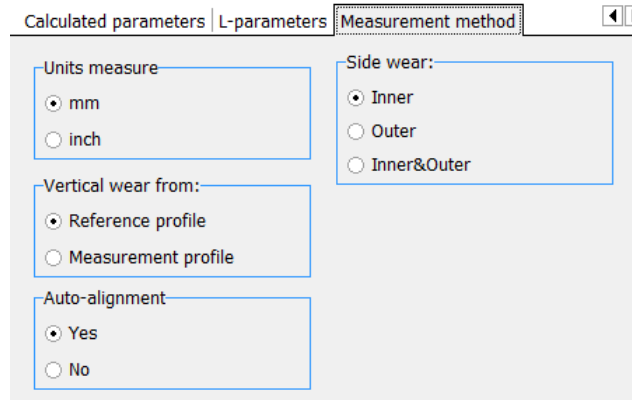 Calculated parameters L-parameters Measurement method
Units measure
mm
inch
Vertical wear from:
Reference profile
Measurement profile
Auto-alignment
Yes
No
Side wear:
Inner
Outer
Inner&Outer